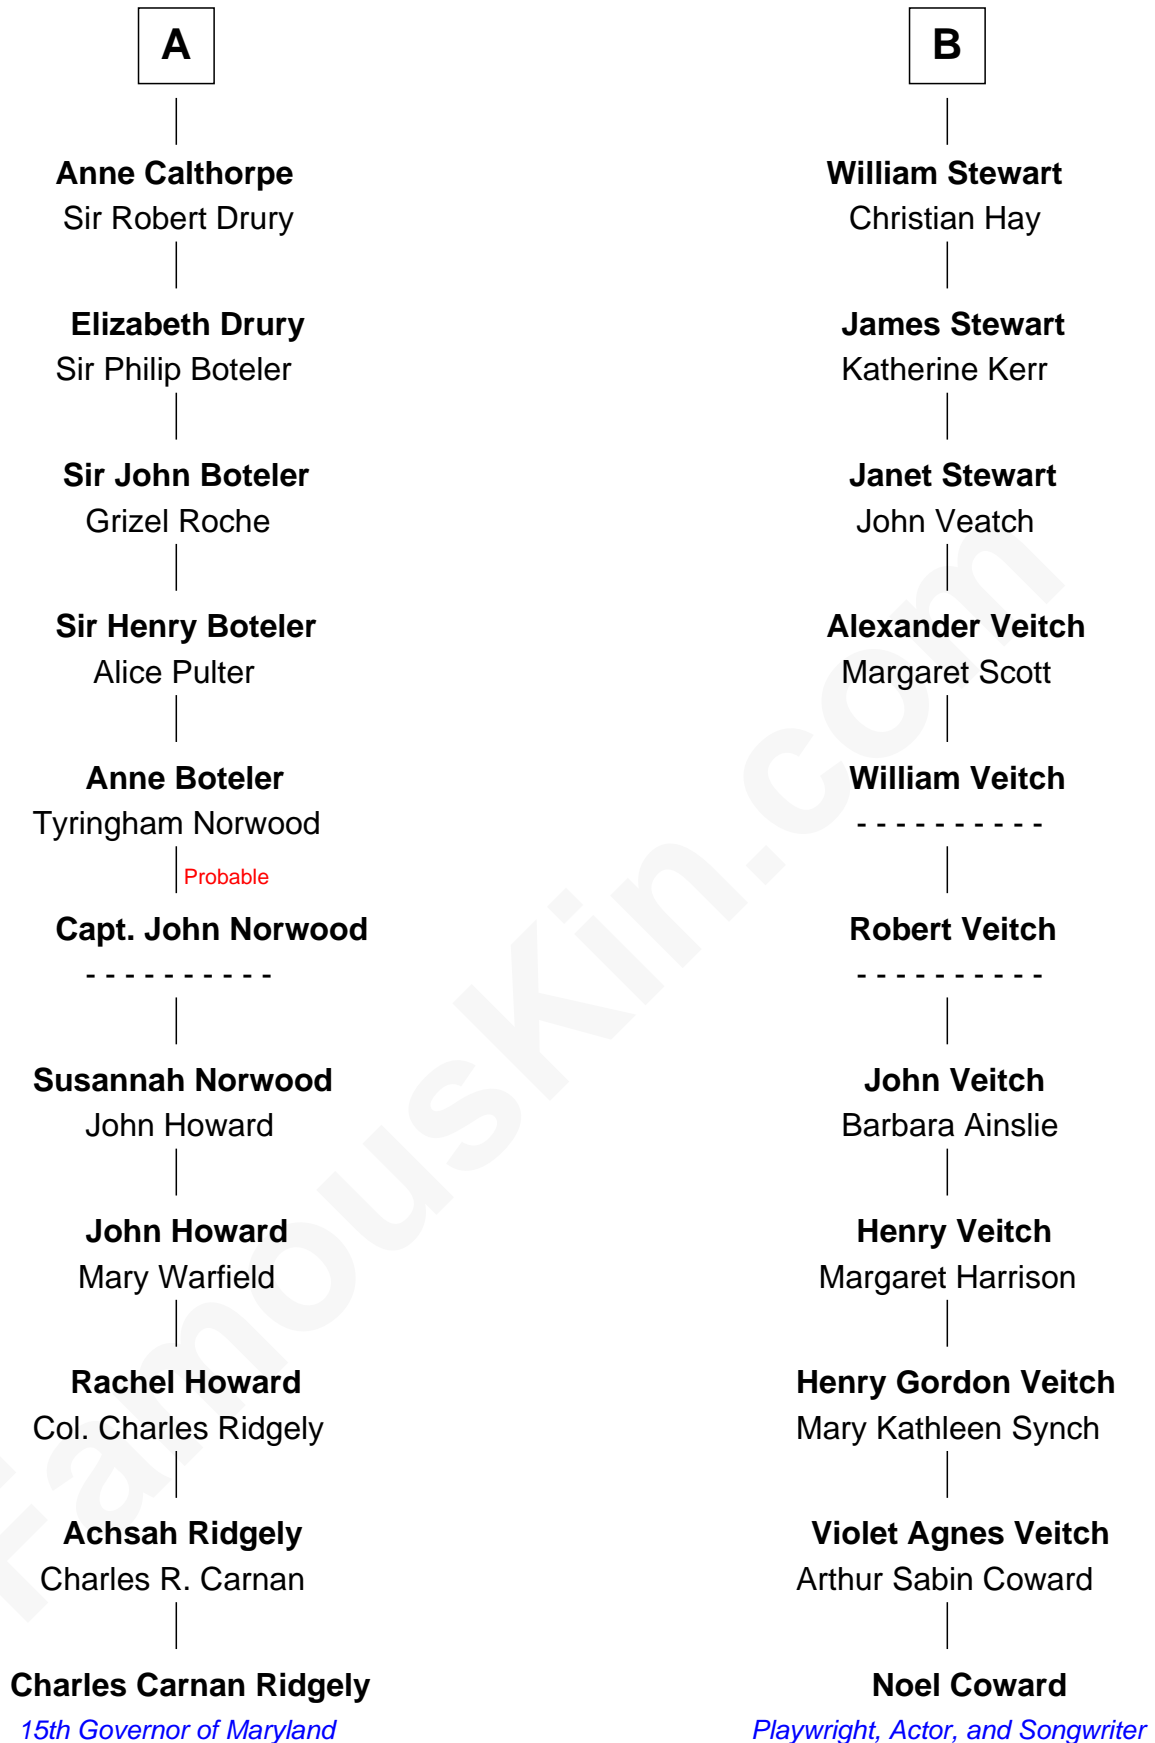 A
Anne Calthorpe
Sir Robert Drury
Elizabeth Drury
Sir Philip Boteler
Sir John Boteler
Grizel Roche
Sir Henry Boteler
Alice Pulter
Anne Boteler
Tyringham Norwood
Probable
Capt. John Norwood
- - - - - - - - - -
Susannah Norwood
John Howard
John Howard
Mary Warfield
Rachel Howard
Col. Charles Ridgely
Achsah Ridgely
Charles R. Carnan
Charles Carnan Ridgely
15th Governor of Maryland
B
William Stewart
Christian Hay
James Stewart
Katherine Kerr
Janet Stewart
John Veatch
Alexander Veitch
Margaret Scott
William Veitch
- - - - - - - - - -
Robert Veitch
- - - - - - - - - -
John Veitch
Barbara Ainslie
Henry Veitch
Margaret Harrison
Henry Gordon Veitch
Mary Kathleen Synch
Violet Agnes Veitch
Arthur Sabin Coward
Noel Coward
Playwright, Actor, and Songwriter
FamousKin.com